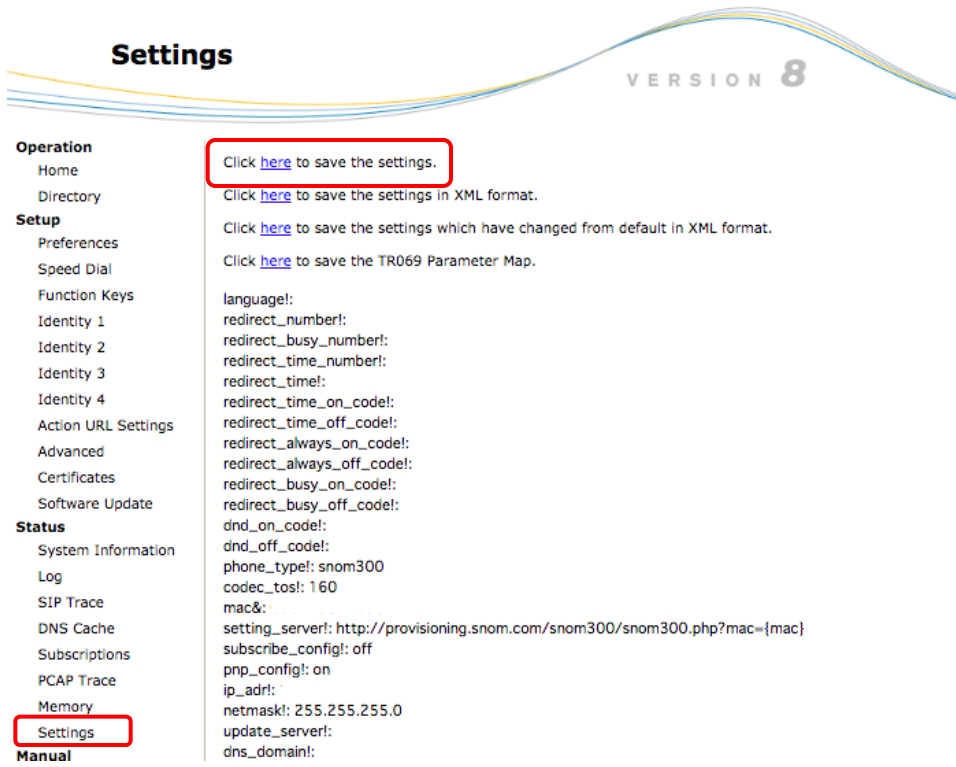 Settings
VERSION 8
Operation
Home
Directory
Setup
Preferences
Speed Dial
Function Keys
Identity 1
Identity 2
Identity 3
Identity 4
Action URL Settings
Advanced
Certificates
Software Update
Status
System Information
Log
SIP Trace
DNS Cache
Subscriptions
PCAP Trace
Memory
Settings
Manual
Click here to save the settings.
Click here to save the settings in XML format.
Click here to save the settings which have changed from default in XML format.
Click here to save the TR069 Parameter Map.
language!:
redirect_number!:
redirect_busy_number!:
redirect_time_number!:
redirect_time!:
redirect_time_on_code!:
redirect_time_off_code!:
redirect_always_on_code!:
redirect_always_off_code!:
redirect_busy_on_code!:
redirect_busy_off_code!:
dnd_on_code!:
dnd_off_code!:
phone_type!: snom300
codec_tos!: 160
mac&:
setting_server!: http://provisioning.snom.com/snom300/snom300.php?mac={mac}
subscribe_config!: off
pnp_config!: on
ip_adr!:
netmask!: 255.255.255.0
update_server!:
dns_domain!: